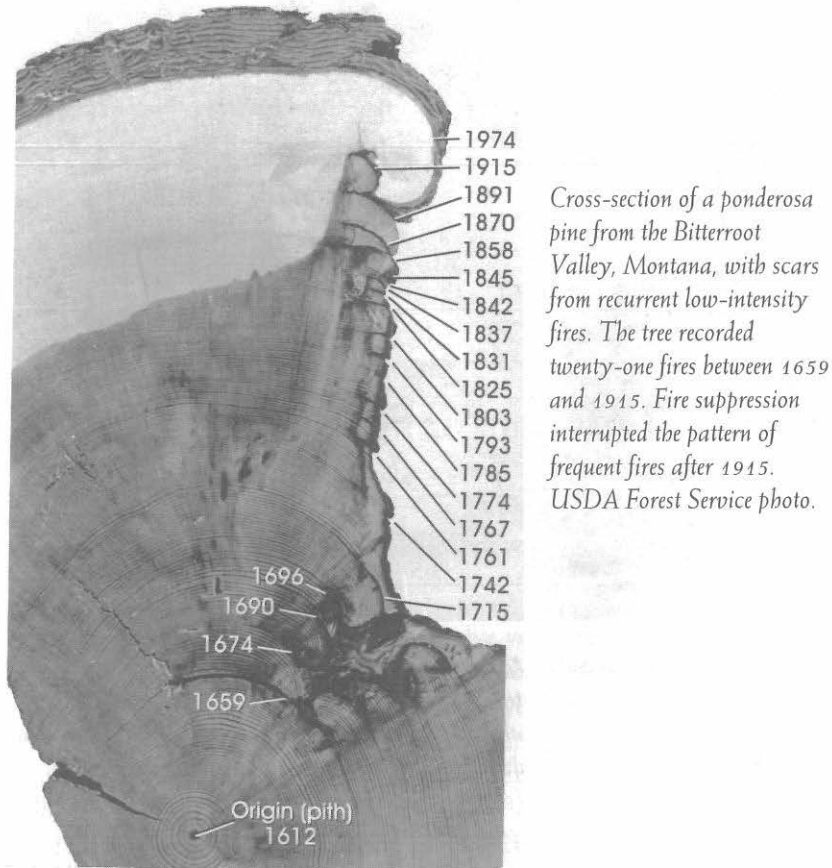 1974
1915
1891
1870
1858
1845
1842
1837
1831
1825
1803
1793
1785
1774
1767
1761
1742
1715
1696
1690
1674
1659
Origin (pith)
1612
Cross-section of a ponderosa
pine from the Bitterroot
Valley, Montana, with scars
from recurrent low-intensity
fires. The tree recorded
twenty-one fires between 1659
and 1915. Fire suppression
interrupted the pattern of
frequent fires after 1915.
USDA Forest Service photo.